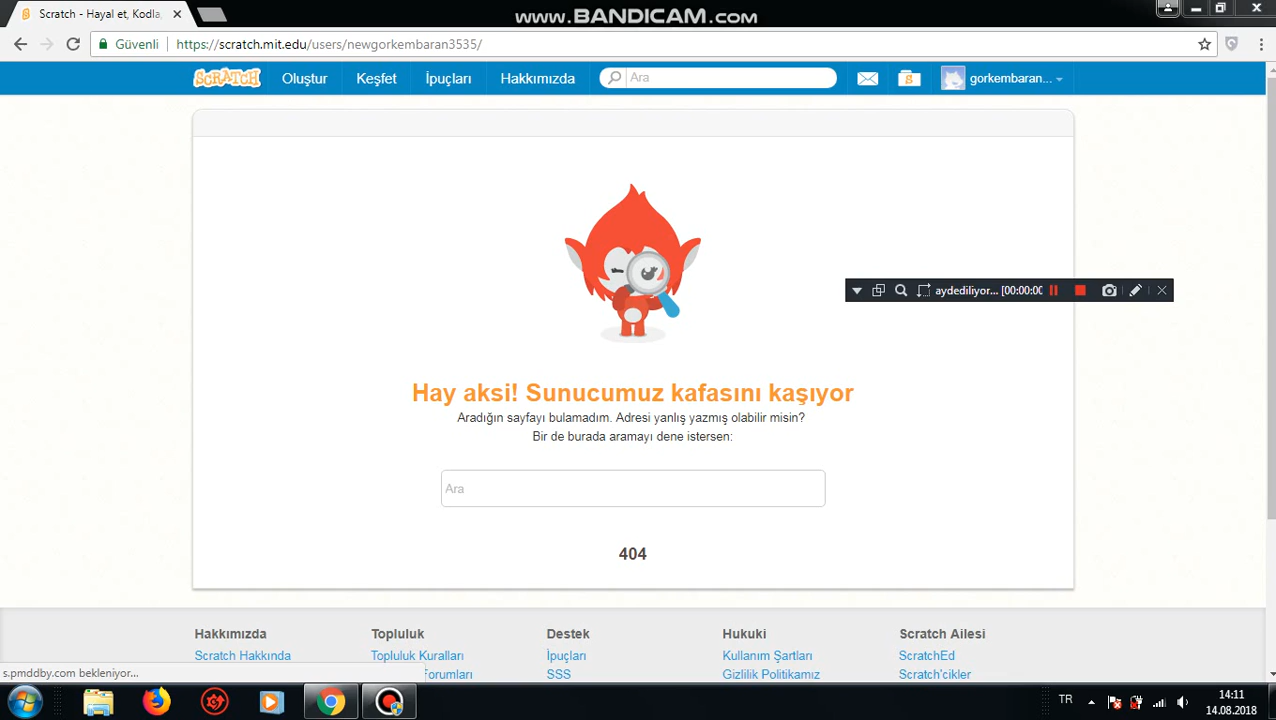 Scratch - Hayal et, Kodla,
www.BANDICAM.com
Güvenli
https://scratch.mit.edu/users/newgorkembaran3535/
SCRATCH
Oluştur
Keşfet
İpuçları
Hakkımızda
Ara
gorkembaran...
aydediliyor... [00:00:00
Hay aksi! Sunucumuz kafasını kaşıyor
Aradığın sayfayı bulamadım. Adresi yanlış yazmış olabilir misin?
Bir de burada aramayı dene istersen:
Ara
404
Hakkımızda
Topluluk
Destek
Hukuki
Scratch Ailesi
Scratch Hakkında
Topluluk Kuralları
İpuçları
Kullanım Şartları
ScratchEd
s.pmddby.com bekleniyor...
Forumları
SSS
Gizlilik Politikamız
Scratch'cikler
TR
14:11
14.08.2018